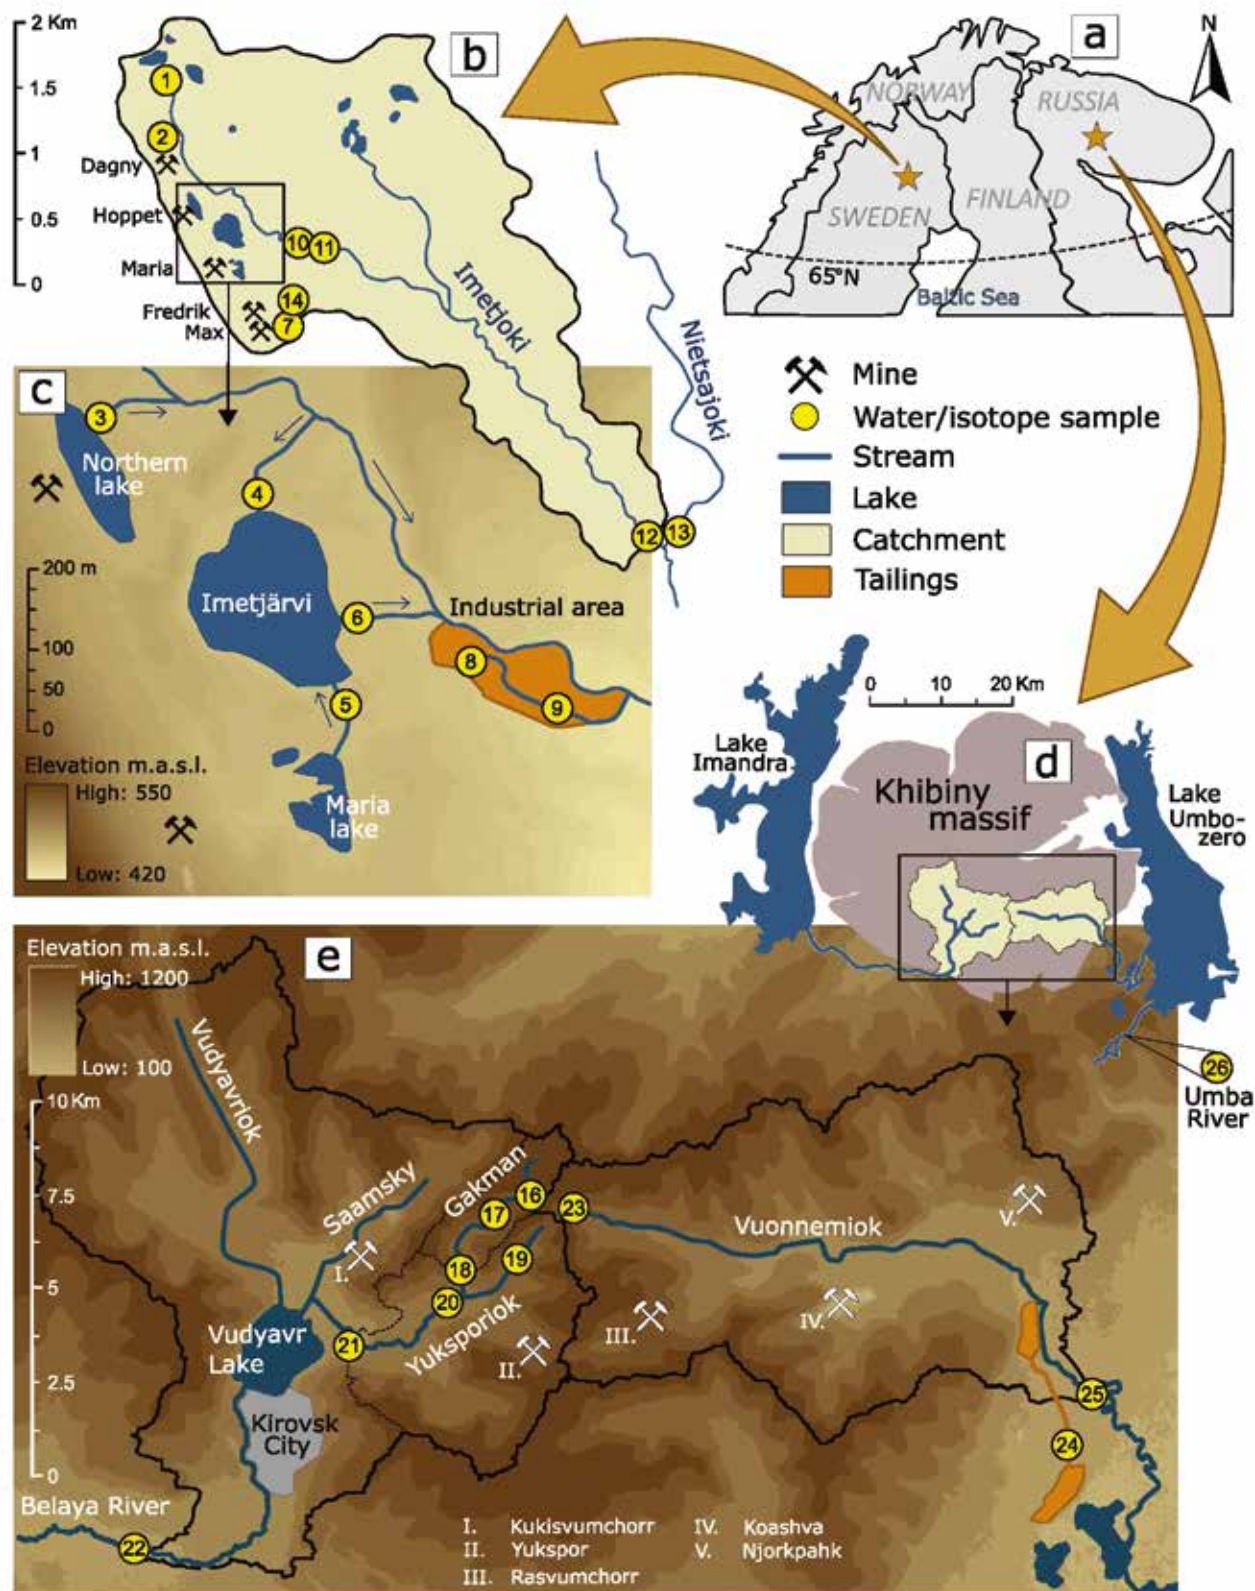 2 Km
1.5
1
0.5
0
b
1
2
Dagny
Hoppet
Maria
Fredrik
Max
10
11
14
7
Imetjoki
Nietsajoki
12
13
a
N
NORWAY
RUSSIA
SWEDEN
FINLAND
65°N
Baltic Sea
Mine
Water/isotope sample
Stream
Lake
Catchment
Tailings
c
3
Northern
lake
4
Imetjärvi
6
Industrial area
8
9
5
Maria
lake
200 m
100
50
0
Elevation m.a.s.l.
High: 550
Low: 420
0
10
20 Km
d
Lake
Imandra
Khibiny
massif
Lake
Umbo-
zero
26
Umba
River
e
Elevation m.a.s.l.
High: 1200
Low: 100
10 Km
7.5
5
2.5
0
Vudyavriok
Saamsky
Gakman
16
17
18
19
20
21
23
Vuonnemiok
I.
II.
III.
IV.
V.
Yuksporiok
Vudyavr
Lake
Kirovsk
City
Belaya River
22
24
25
I. Kukisvumchorr
II. Yukspor
III. Rasvumchorr
IV. Koashva
V. Njorkpahk